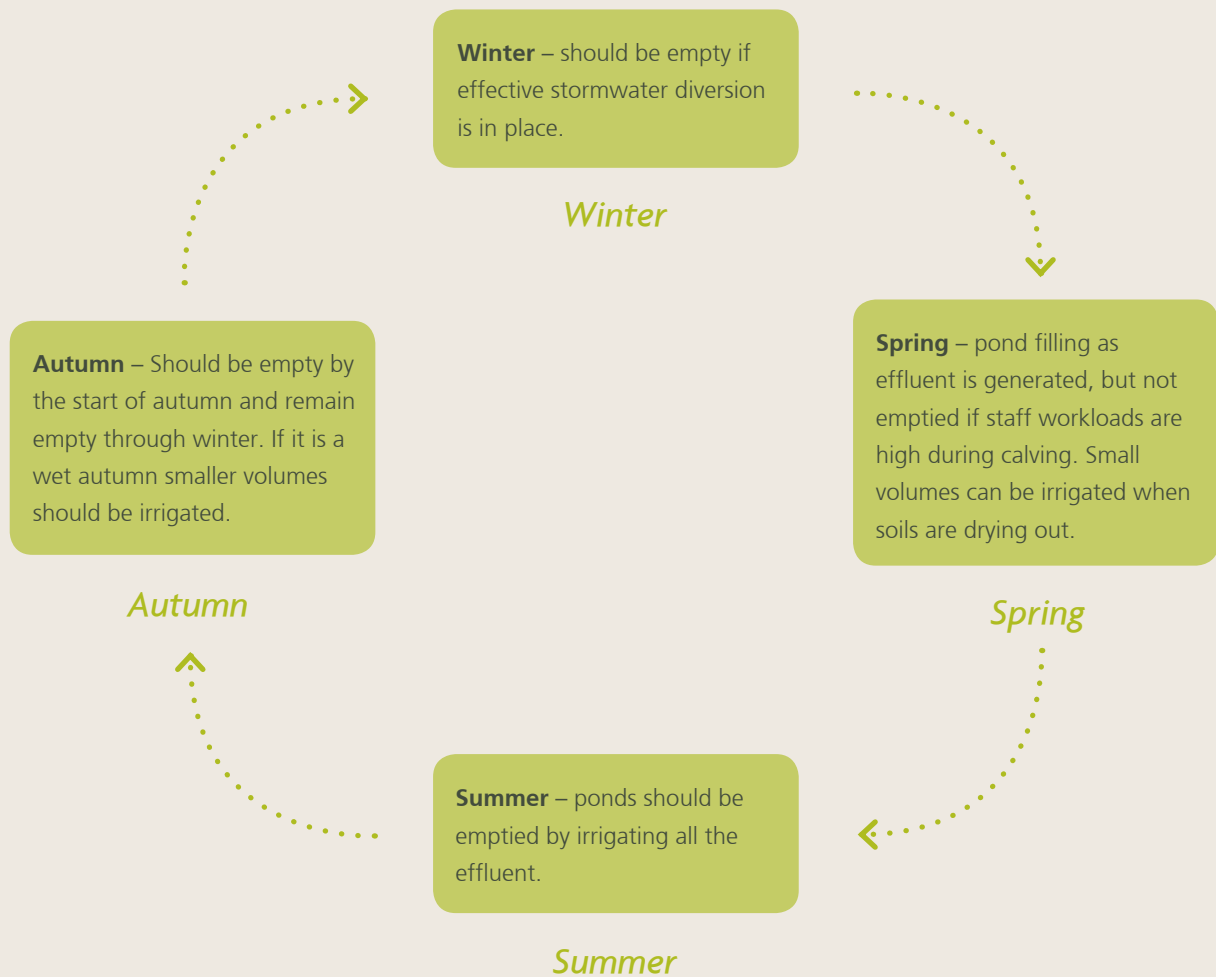 Winter – should be empty if
effective stormwater diversion
is in place.
Winter
Spring – pond filling as
effluent is generated, but not
emptied if staff workloads are
high during calving. Small
volumes can be irrigated when
soils are drying out.
Spring
Summer – ponds should be
emptied by irrigating all the
effluent.
Summer
Autumn – Should be empty by
the start of autumn and remain
empty through winter. If it is a
wet autumn smaller volumes
should be irrigated.
Autumn